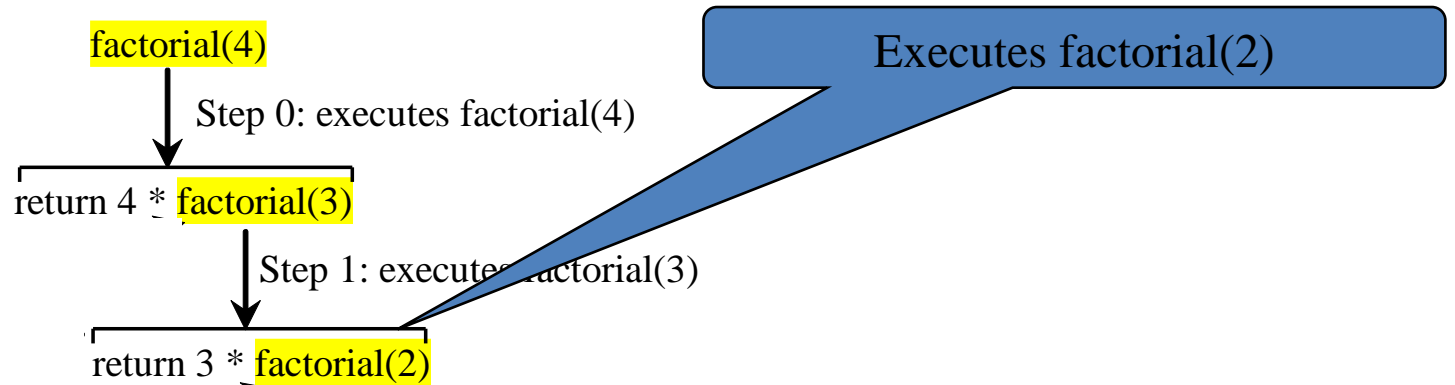 factorial(4)
Executes factorial(2)
Step 0: executes factorial(4)
return 4 * factorial(3)
Step 1: executes factorial(3)
return 3 * factorial(2)